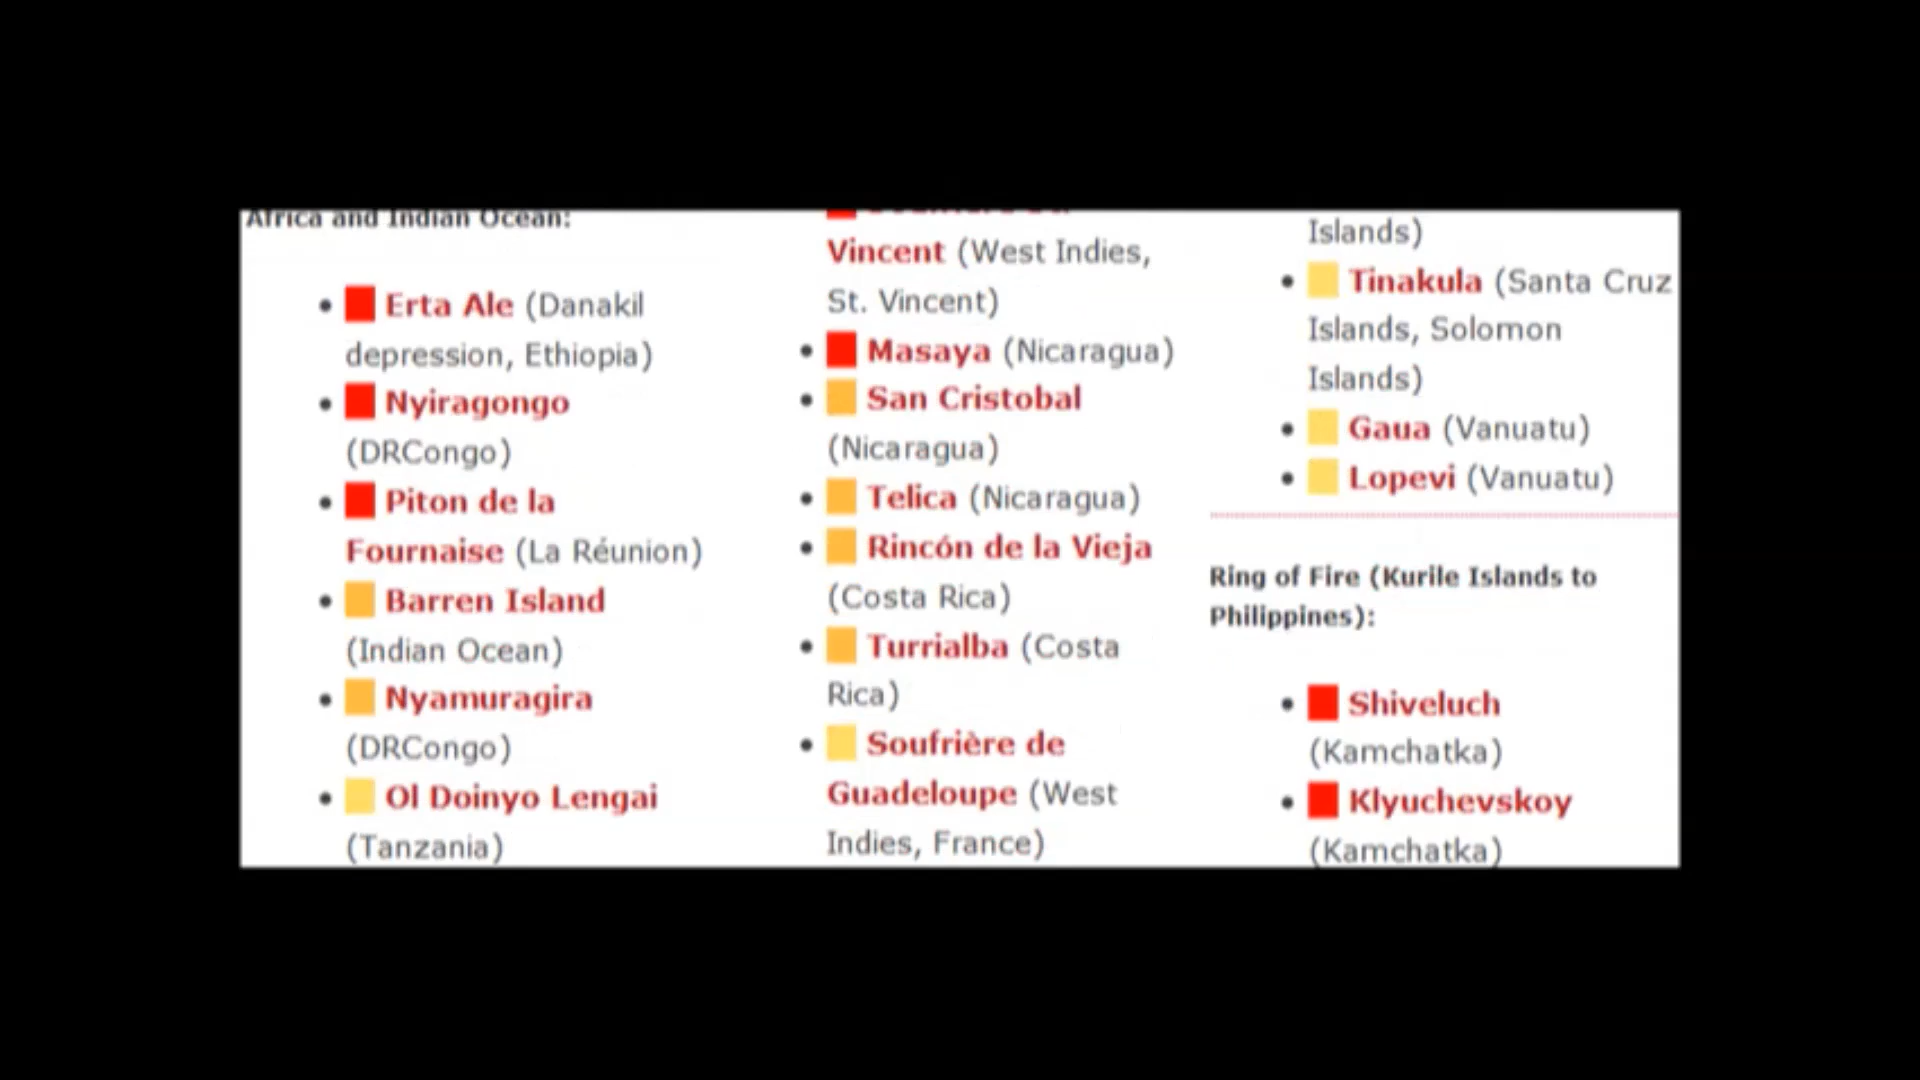 Africa and Indian Ocean:
Erta Ale (Danakil
depression, Ethiopia)
Nyiragongo
(DRCongo)
Piton de la
Fournaise (La Réunion)
Barren Island
(Indian Ocean)
Nyamuragira
(DRCongo)
Ol Doinyo Lengai
(Tanzania)
Vincent (West Indies,
St. Vincent)
Masaya (Nicaragua)
San Cristobal
(Nicaragua)
Telica (Nicaragua)
Rincón de la Vieja
(Costa Rica)
Turrialba (Costa
Rica)
Soufrière de
Guadeloupe (West
Indies, France)
Islands)
Tinakula (Santa Cruz
Islands, Solomon
Islands)
Gaua (Vanuatu)
Lopevi (Vanuatu)
Ring of Fire (Kurile Islands to
Philippines):
Shiveluch
(Kamchatka)
Klyuchevskoy
(Kamchatka)